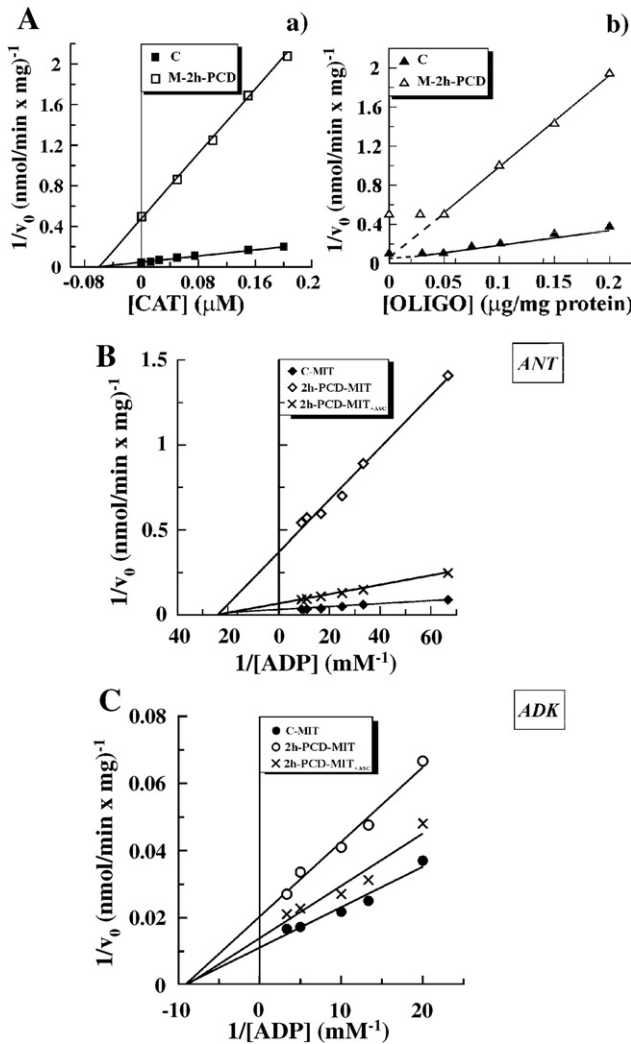 A
a)
b)
C
M-2h-PCD
C
M-2h-PCD
2
1.6
1.2
0.8
0.4
0
2
1.6
1.2
0.8
0.4
0
1/v0 (nmol/min x mg)-1
1/v0 (nmol/min x mg)-1
-0.08 0 0.04 0.12 0.2
0 0.05 0.1 0.15 0.2
[CAT] (μM)
[OLIGO] (μg/mg protein)
B
ANT
C-MIT
2h-PCD-MIT
2h-PCD-MIT+ASC
1.5
1
0.5
0
1/v0 (nmol/min x mg)-1
40 20 0 20 40 60
1/[ADP] (mM-1)
C
ADK
C-MIT
2h-PCD-MIT
2h-PCD-MIT+ASC
0.08
0.06
0.04
0.02
0
1/v0 (nmol/min x mg)-1
-10 0 10 20
1/[ADP] (mM-1)